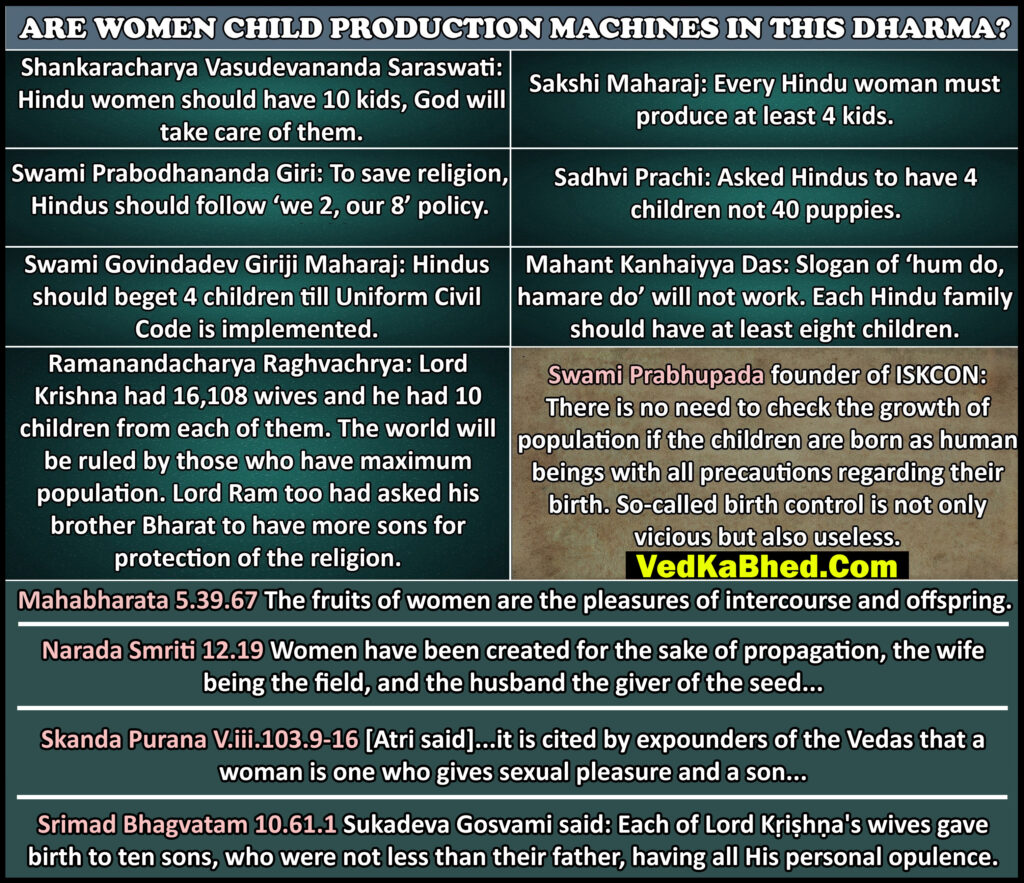 ARE WOMEN CHILD PRODUCTION MACHINES IN THIS DHARMA?
Shankaracharya Vasudevananda Saraswati:
Hindu women should have 10 kids, God will
take care of them.
Sakshi Maharaj: Every Hindu woman must
produce at least 4 kids.
Swami Prabodhananda Giri: To save religion,
Hindus should follow ‘we 2, our 8’ policy.
Sadhvi Prachi: Asked Hindus to have 4
children not 40 puppies.
Swami Govindadev Giriji Maharaj: Hindus
should beget 4 children till Uniform Civil
Code is implemented.
Mahant Kanhaiyya Das: Slogan of ‘hum do,
hamare do’ will not work. Each Hindu family
should have at least eight children.
Ramanandacharya Raghvachrya: Lord
Krishna had 16,108 wives and he had 10
children from each of them. The world will
be ruled by those who have maximum
population. Lord Ram too had asked his
brother Bharat to have more sons for
protection of the religion.
Swami Prabhupada founder of ISKCON:
There is no need to check the growth of
population if the children are born as human
beings with all precautions regarding their
birth. So-called birth control is not only
vicious but also useless.
VedKaBhed.Com
Mahabharata 5.39.67 The fruits of women are the pleasures of intercourse and offspring.
Narada Smriti 12.19 Women have been created for the sake of propagation, the wife
being the field, and the husband the giver of the seed...
Skanda Purana V.iii.103.9-16 [Atri said]...it is cited by expounders of the Vedas that a
woman is one who gives sexual pleasure and a son...
Srimad Bhagvatam 10.61.1 Sukadeva Gosvami said: Each of Lord Kṛiṣhṇa's wives gave
birth to ten sons, who were not less than their father, having all His personal opulence.